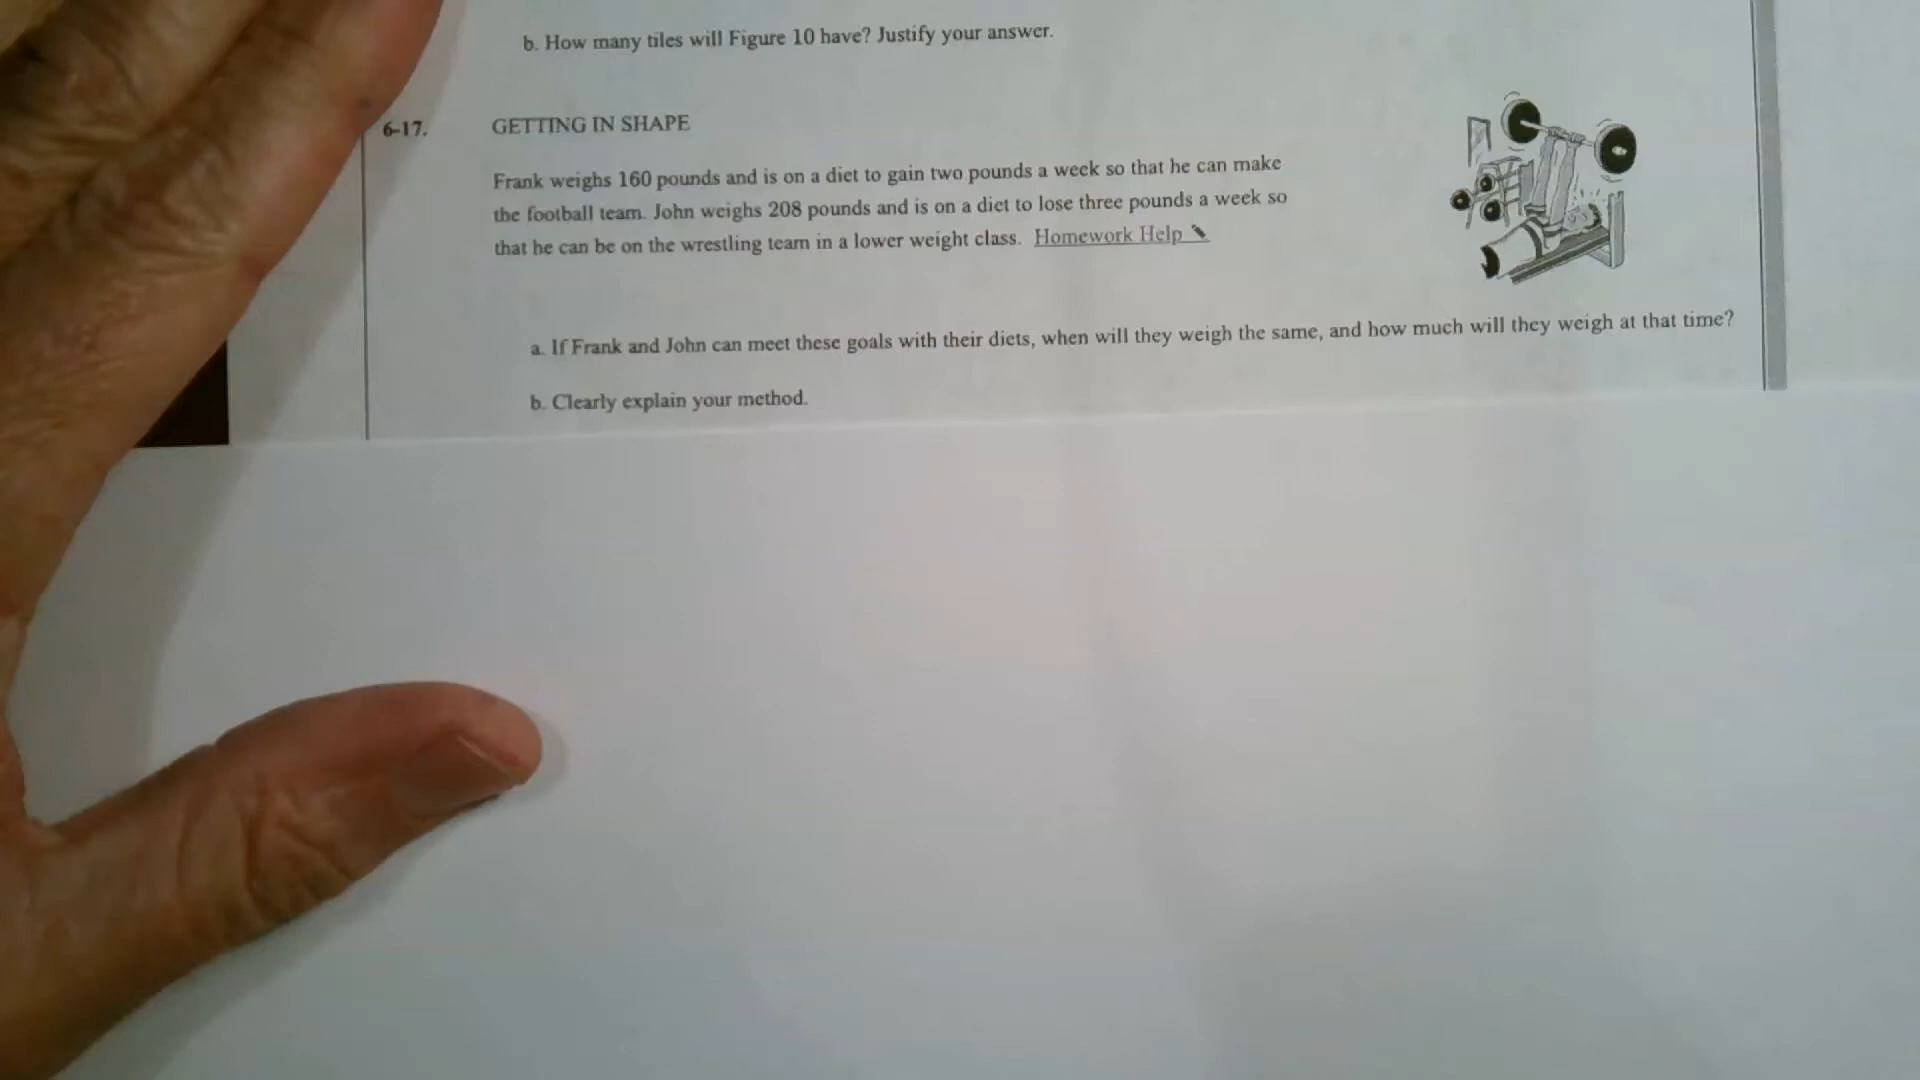 b. How many tiles will Figure 10 have? Justify your answer.
6-17. GETTING IN SHAPE
Frank weighs 160 pounds and is on a diet to gain two pounds a week so that he can make
the football team. John weighs 208 pounds and is on a diet to lose three pounds a week so
that he can be on the wrestling team in a lower weight class. Homework Help ✎
a. If Frank and John can meet these goals with their diets, when will they weigh the same, and how much will they weigh at that time?
b. Clearly explain your method.